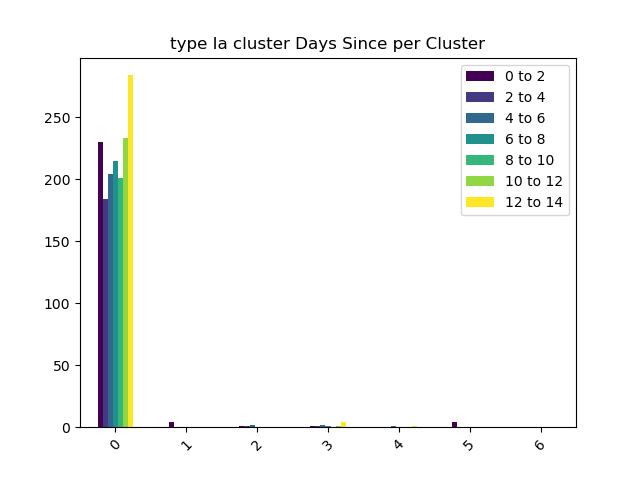 type Ia cluster Days Since per Cluster
0 to 2
2 to 4
4 to 6
6 to 8
8 to 10
10 to 12
12 to 14
250
200
150
100
50
0
0 1 2 3 4 5 6